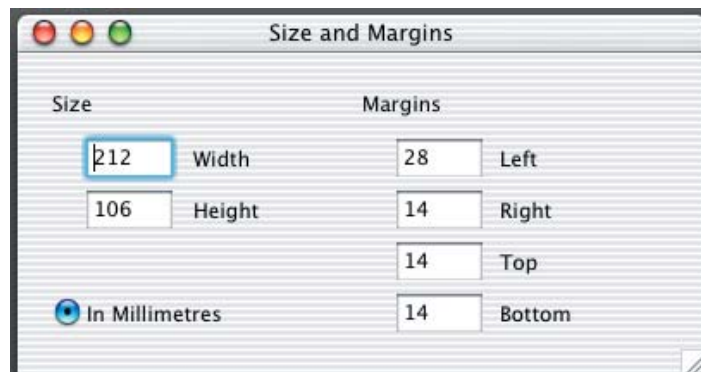 Size and Margins
Size
Margins
212 Width
28 Left
106 Height
14 Right
14 Top
In Millimetres
14 Bottom